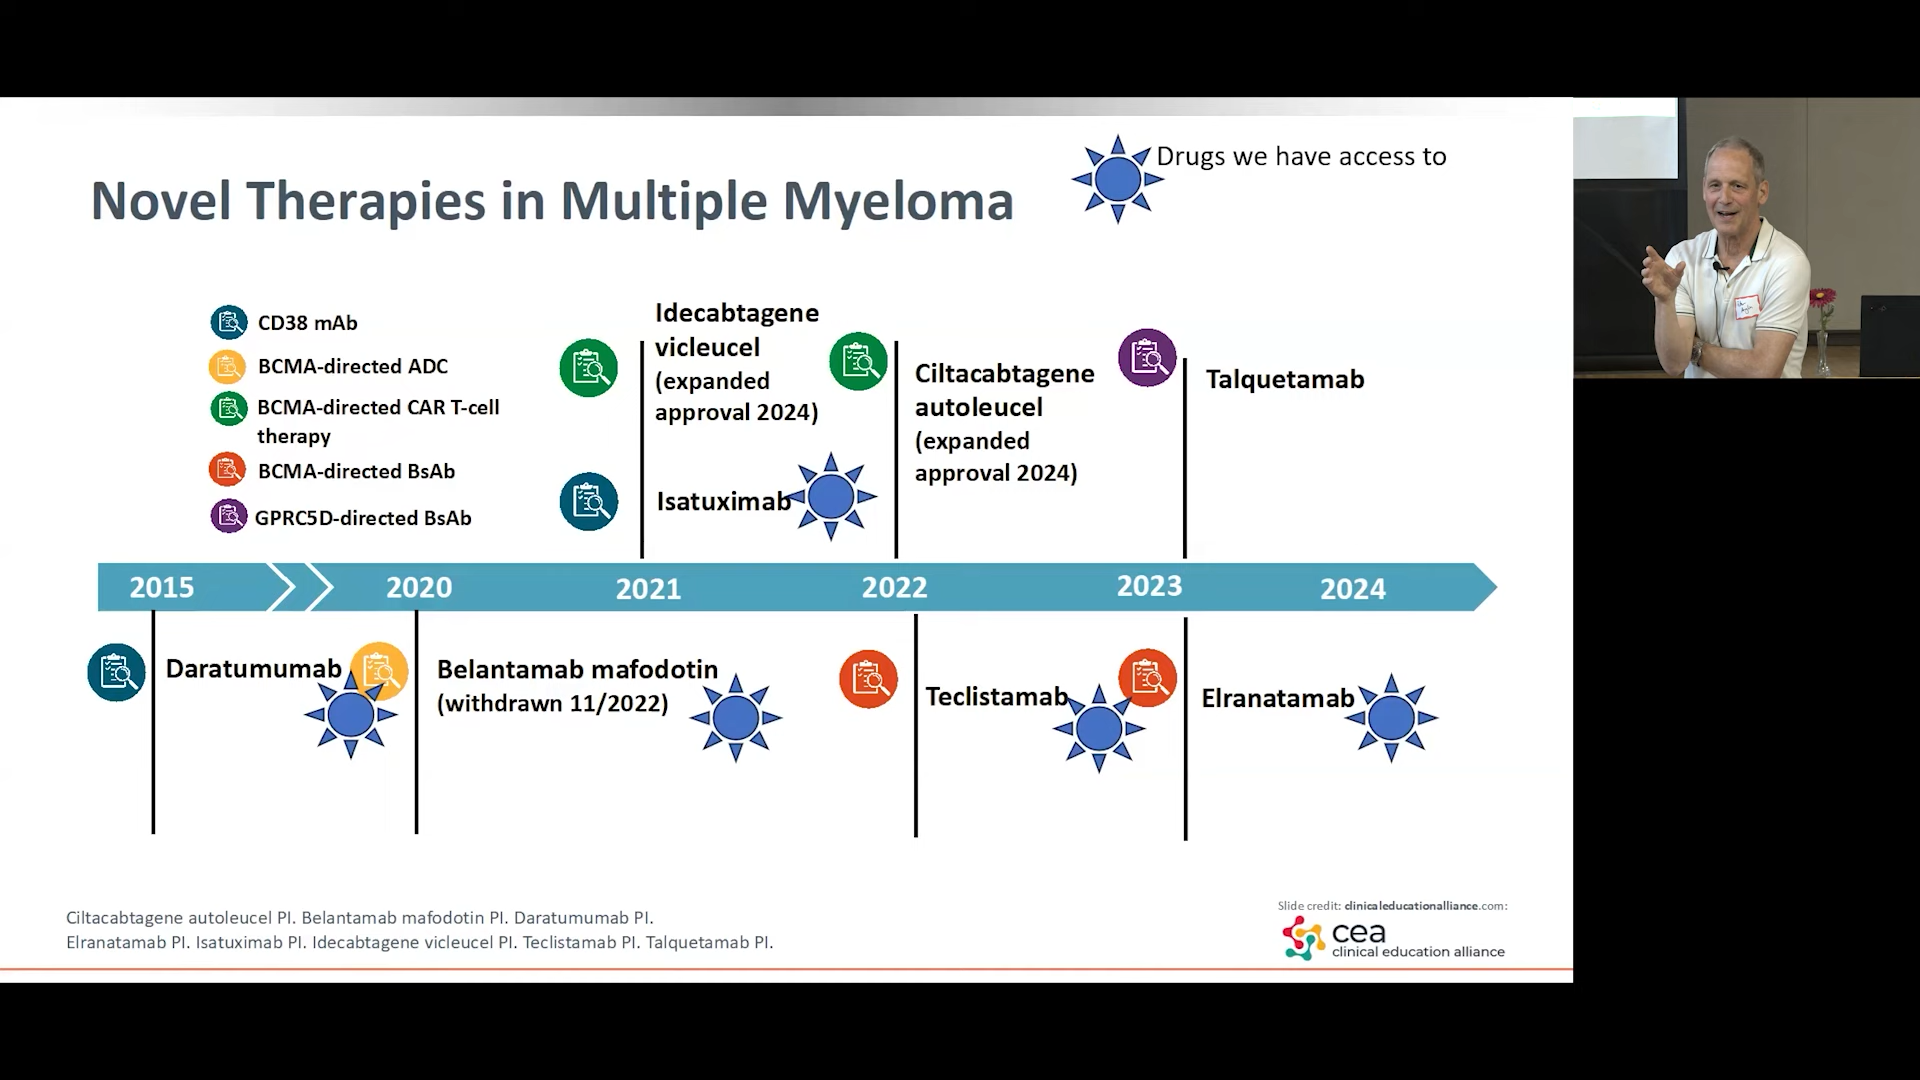 Drugs we have access to
Novel Therapies in Multiple Myeloma
CD38 mAb
BCMA-directed ADC
BCMA-directed CAR T-cell
therapy
BCMA-directed BsAb
GPRC5D-directed BsAb
Idecabtagene
vicleucel
(expanded
approval 2024)
Isatuximab
Ciltacabtagene
autoleucel
(expanded
approval 2024)
Talquetamab
2015
2020
2021
2022
2023
2024
Daratumumab
Belantamab mafodotin
(withdrawn 11/2022)
Teclistamab
Elranatamab
Ciltacabtagene autoleucel PI. Belantamab mafodotin PI. Daratumumab PI.
Elranatamab PI. Isatuximab PI. Idecabtagene vicleucel PI. Teclistamab PI. Talquetamab PI.
Slide credit: clinicaleducationalliance.com:
cea
clinical education alliance